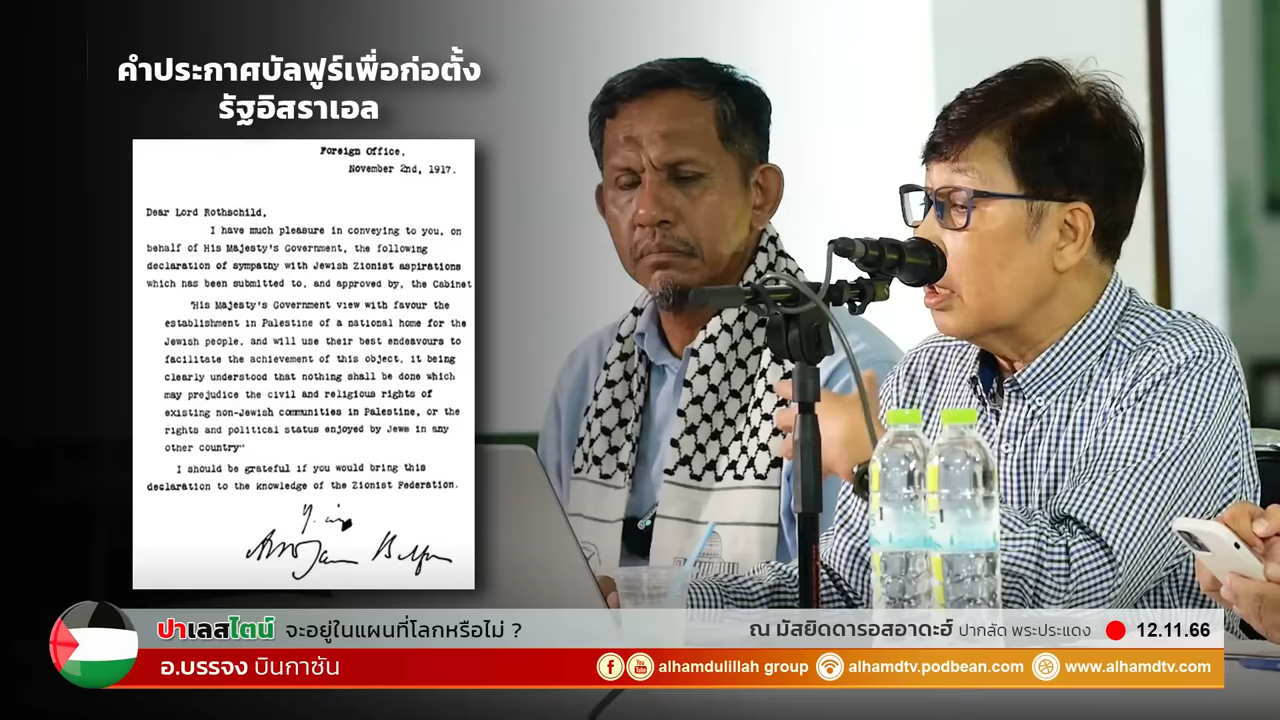 คำประกาศบัลฟูร์เพื่อก่อตั้ง
รัฐอิสราเอล
Foreign Office,
November 2nd, 1917.
Dear Lord Rothschild,
I have much pleasure in conveying to you, on
behalf of His Majesty's Government, the following
declaration of sympathy with Jewish Zionist aspirations
which has been submitted to, and approved by, the Cabinet
"His Majesty's Government view with favour the
establishment in Palestine of a national home for the
Jewish people, and will use their best endeavours to
facilitate the achievement of this object, it being
clearly understood that nothing shall be done which
may prejudice the civil and religious rights of
existing non-Jewish communities in Palestine, or the
rights and political status enjoyed by Jews in any
other country"
I should be grateful if you would bring this
declaration to the knowledge of the Zionist Federation.
ปาเลสไตน์ จะอยู่ในแผนที่โลกหรือไม่ ?
ณ มัสยิดดารอสอาดะฮ์ ปากลัด พระประแดง 12.11.66
อ.บรรจง บินกาซัน
alhamdulillah group alhamdtv.podbean.com www.alhamdtv.com